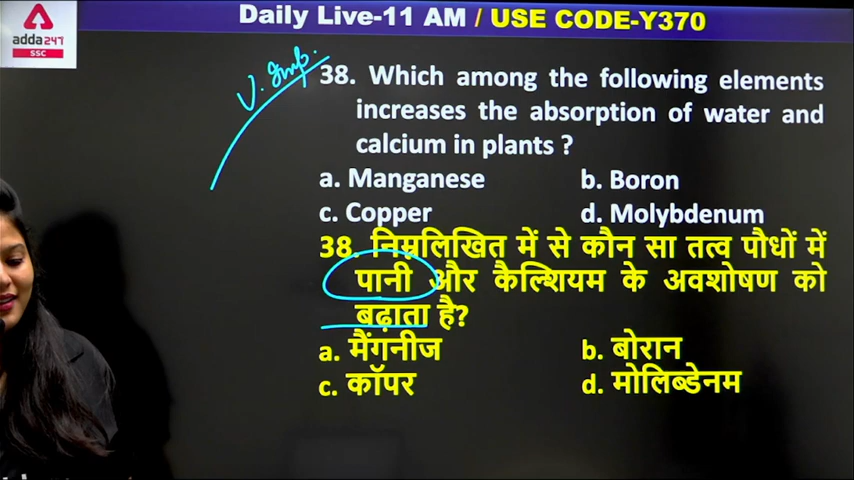 Daily Live-11 AM / USE CODE-Y370
adda247
SSC
V. Imp.
38. Which among the following elements
increases the absorption of water and
calcium in plants ?
a. Manganese b. Boron
c. Copper d. Molybdenum
38. निम्नलिखित में से कौन सा तत्व पौधों में
पानी और कैल्शियम के अवशोषण को
बढ़ाता है?
a. मैंगनीज b. बोरान
c. कॉपर d. मोलिब्डेनम